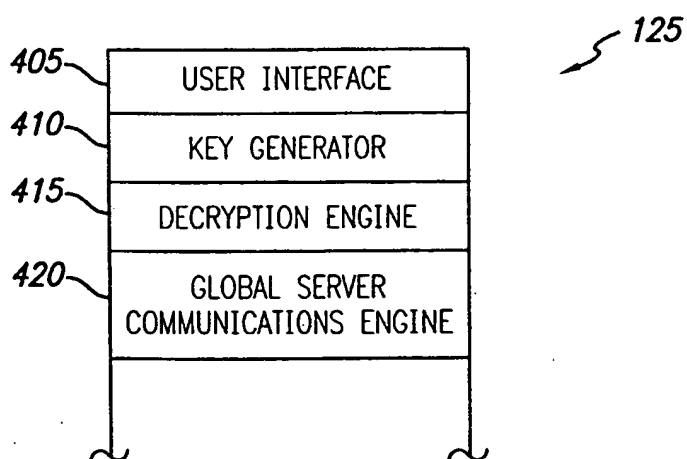 125
405
USER INTERFACE
410
KEY GENERATOR
415
DECRYPTION ENGINE
420
GLOBAL SERVER
COMMUNICATIONS ENGINE